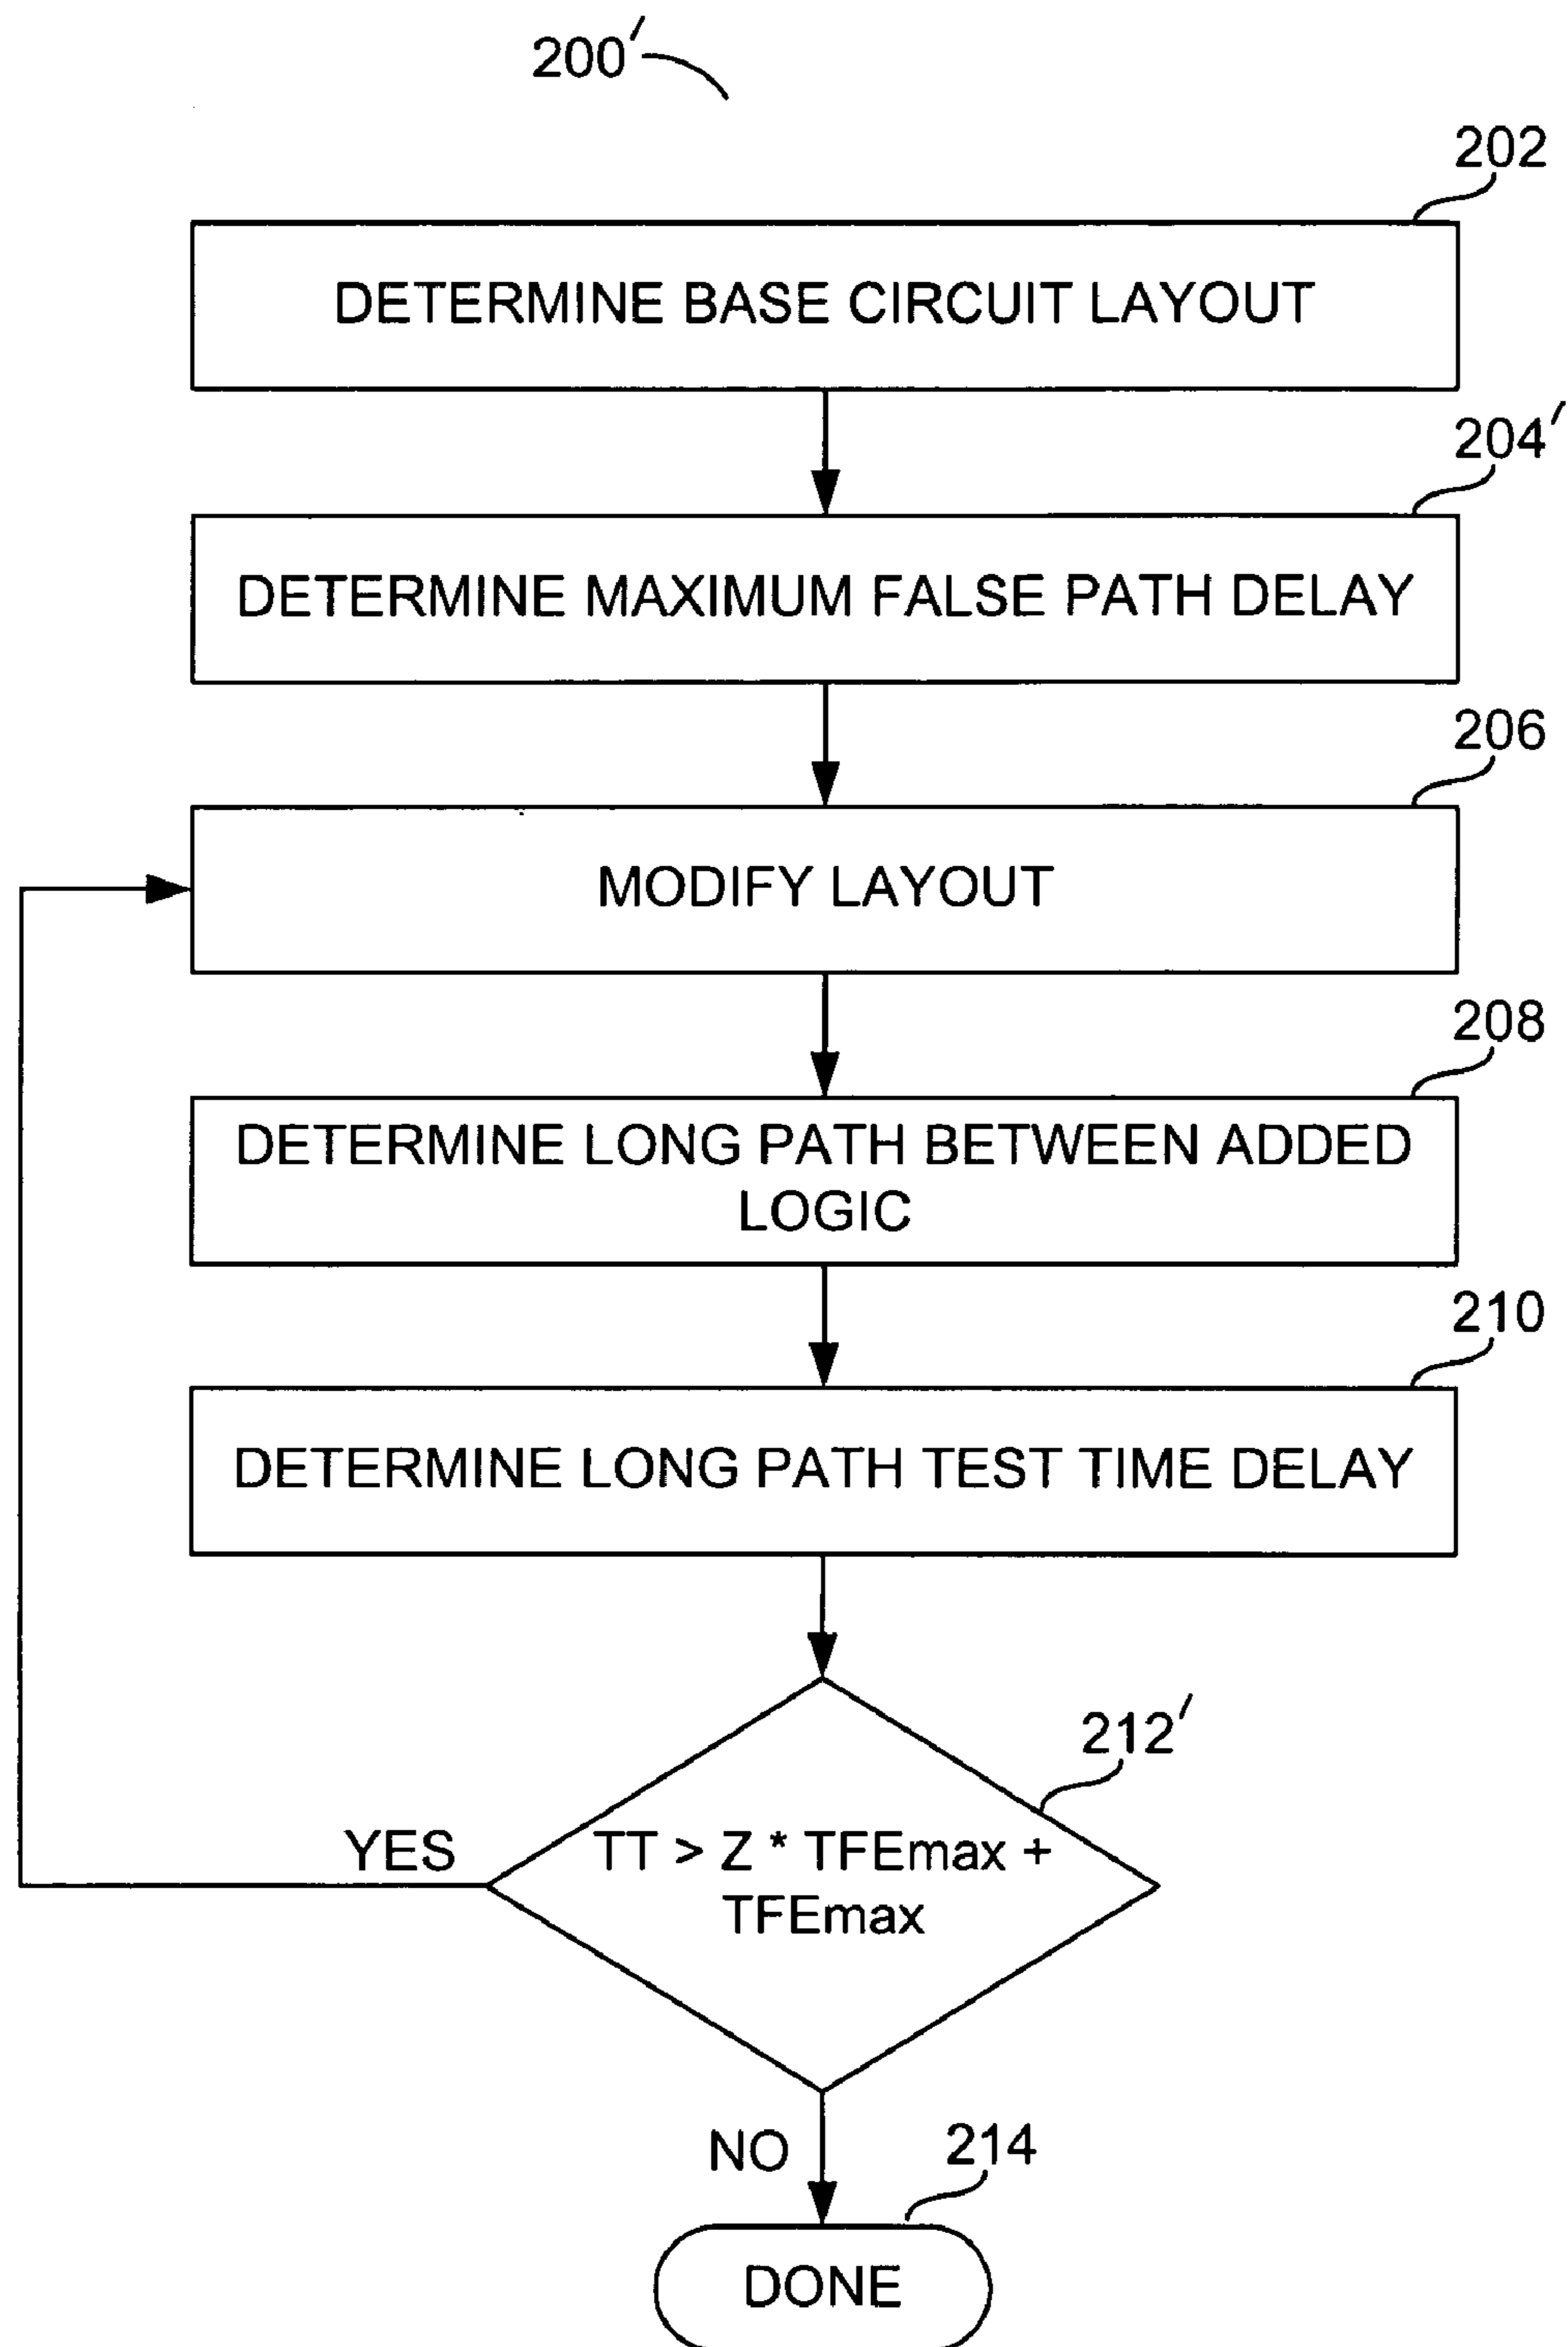 200′
202
DETERMINE BASE CIRCUIT LAYOUT
204′
DETERMINE MAXIMUM FALSE PATH DELAY
206
MODIFY LAYOUT
208
DETERMINE LONG PATH BETWEEN ADDED
LOGIC
210
DETERMINE LONG PATH TEST TIME DELAY
212′
YES
TT > Z * TFEmax +
TFEmax
NO
214
DONE